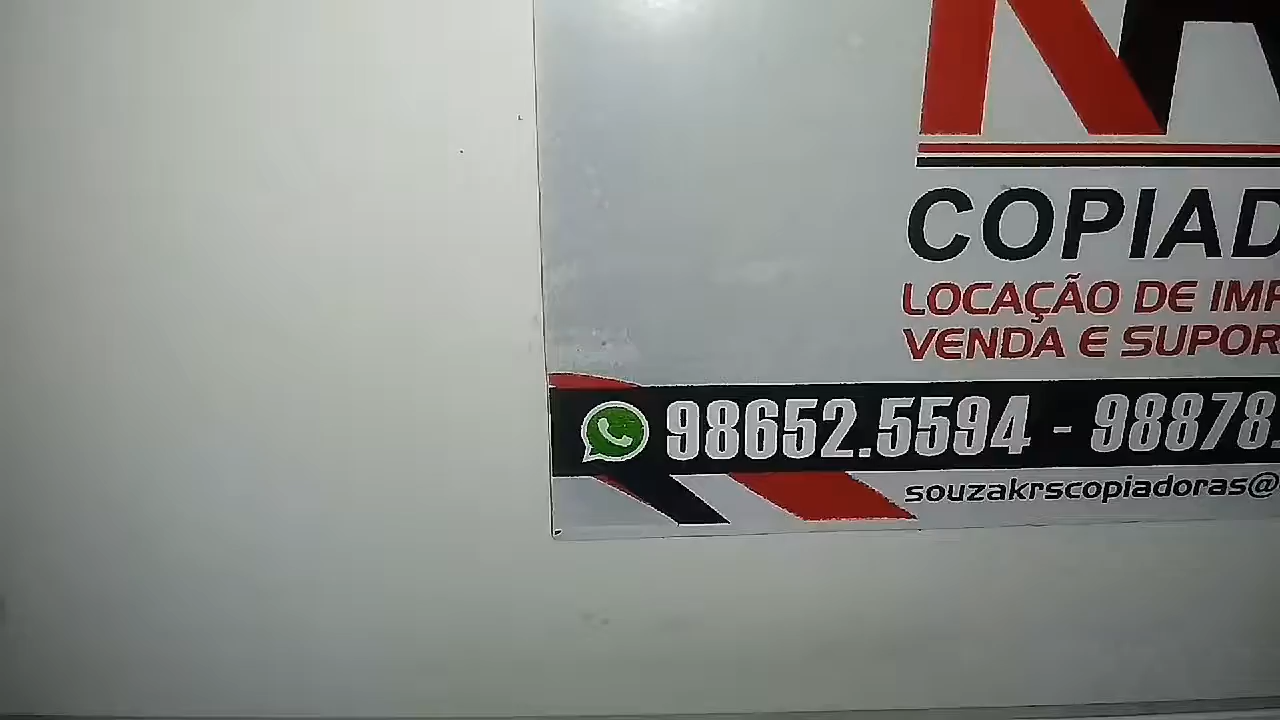 COPIAD
LOCAÇÃO DE IMP
VENDA E SUPOR
98652.5594 - 98878.
souzakrscopiadoras@